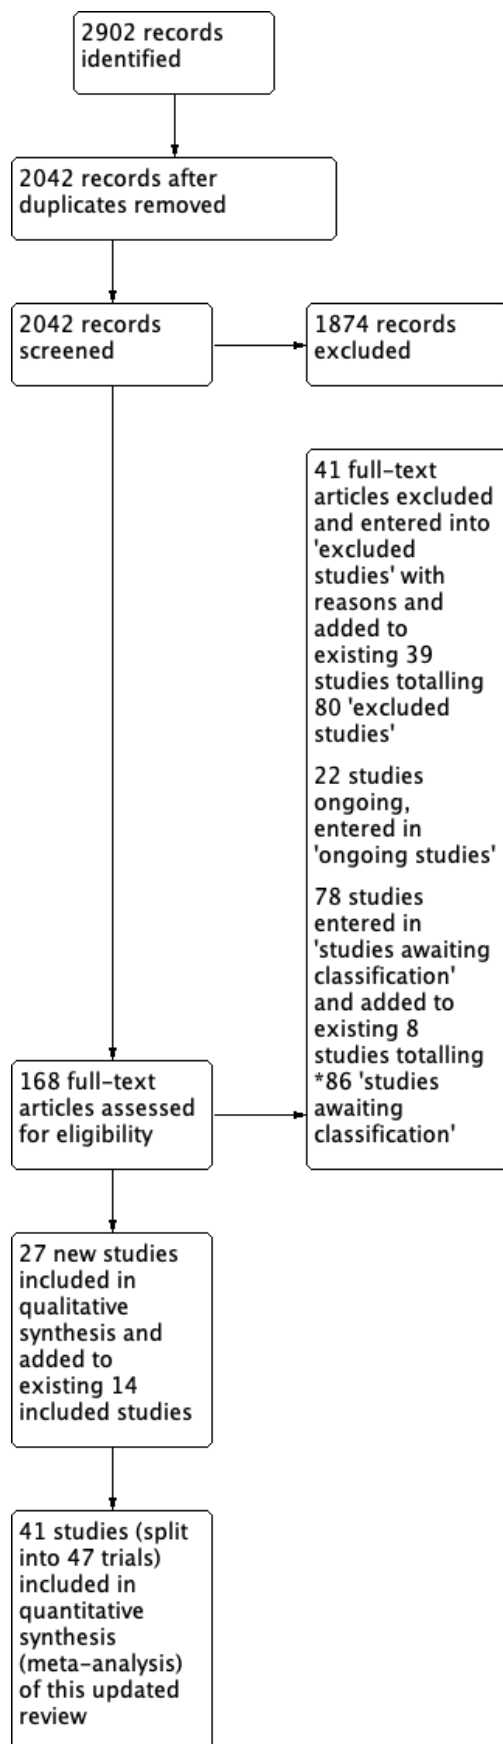 2902 records
identified
2042 records after
duplicates removed
2042 records
screened
1874 records
excluded
41 full-text
articles excluded
and entered into
'excluded
studies' with
reasons and
added to
existing 39
studies totalling
80 'excluded
studies'
22 studies
ongoing,
entered in
'ongoing studies'
78 studies
entered in
'studies awaiting
classification'
and added to
existing 8
studies totalling
*86 'studies
awaiting
classification'
168 full-text
articles assessed
for eligibility
27 new studies
included in
qualitative
synthesis and
added to
existing 14
included studies
41 studies (split
into 47 trials)
included in
quantitative
synthesis
(meta-analysis)
of this updated
review